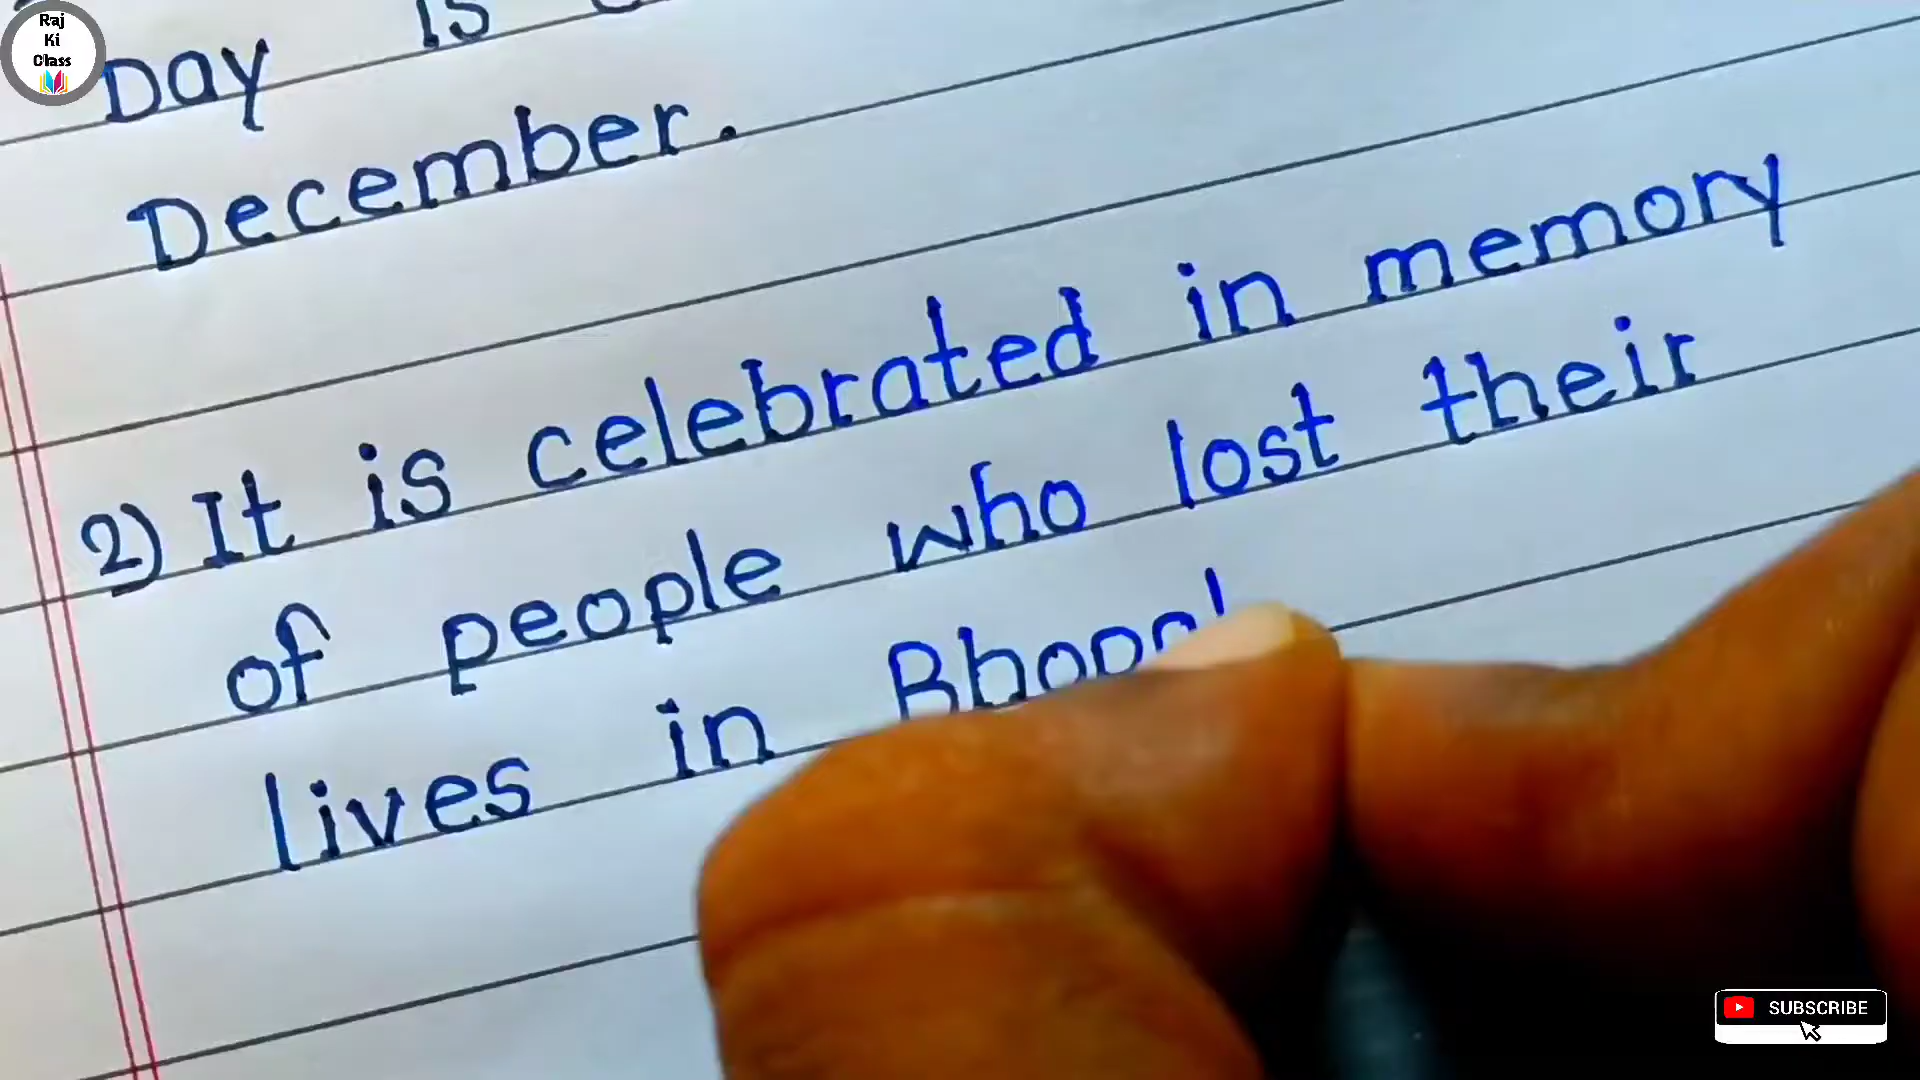 Raj
Ki
Class
Day is
December.
2) It is celebrated in memory
of people who lost their
lives in
SUBSCRIBE